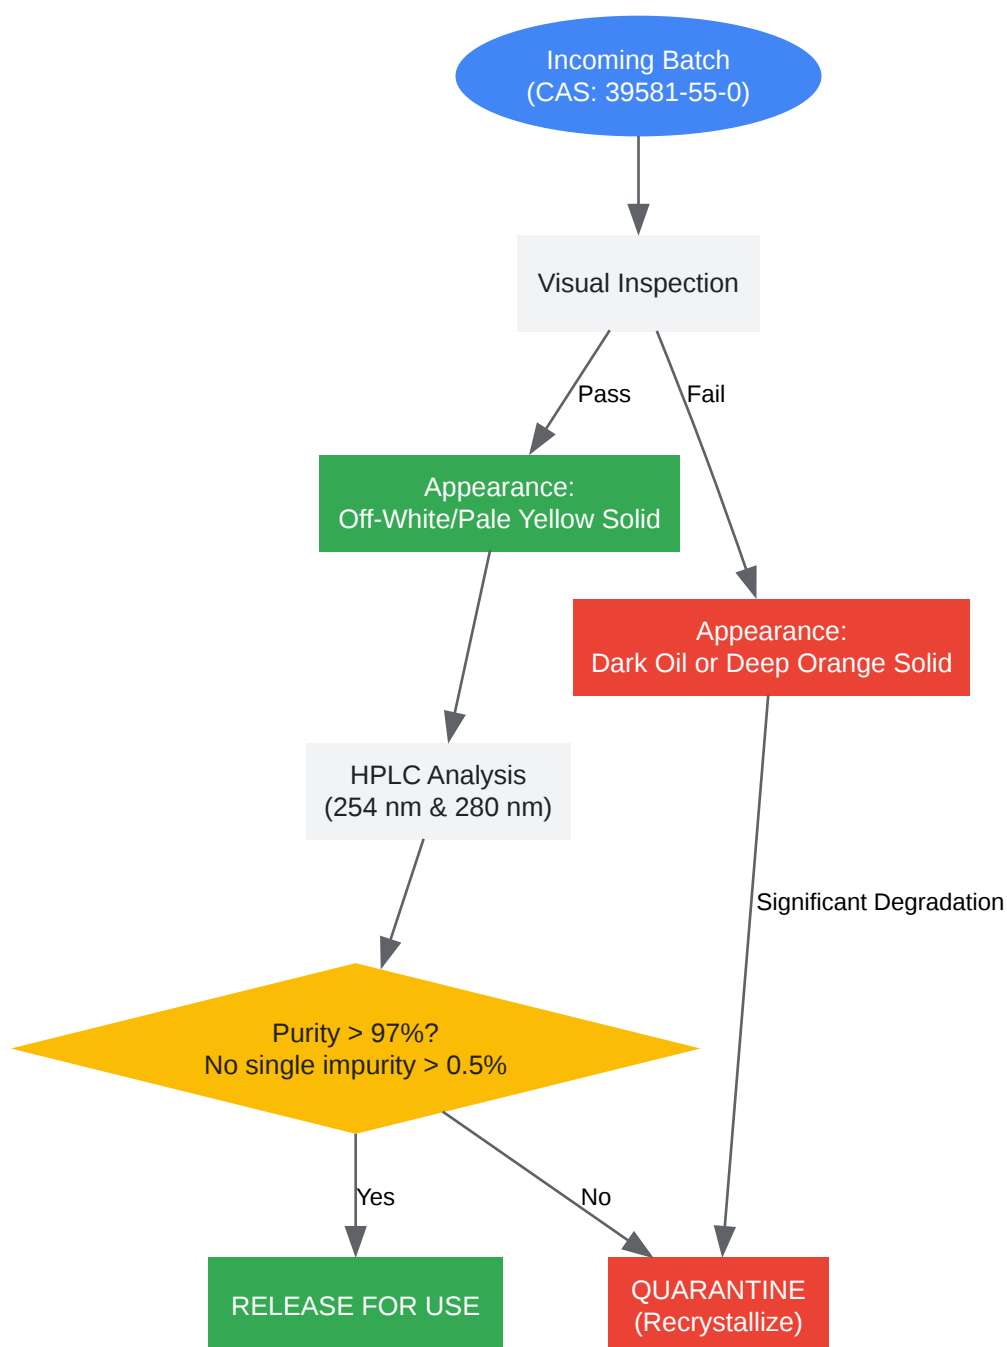 Incoming Batch
(CAS: 39581-55-0)
Visual Inspection
Pass
Fail
Appearance:
Off-White/Pale Yellow Solid
Appearance:
Dark Oil or Deep Orange Solid
HPLC Analysis
(254 nm & 280 nm)
Significant Degradation
Purity > 97%?
No single impurity > 0.5%
Yes
No
RELEASE FOR USE
QUARANTINE
(Recrystallize)